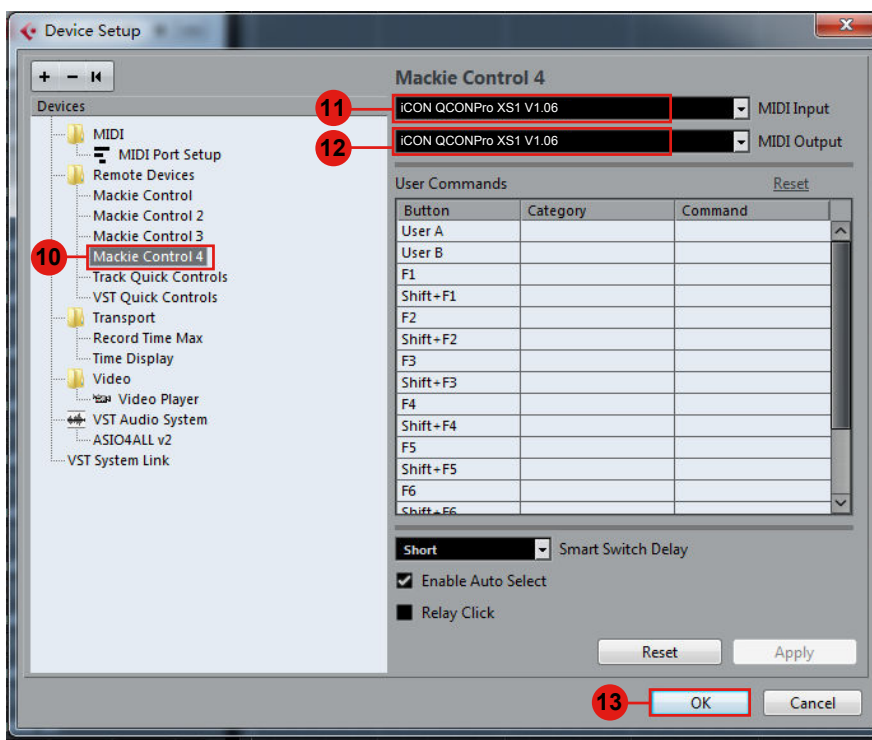 Device Setup
Devices
MIDI
MIDI Port Setup
Remote Devices
Mackie Control
Mackie Control 2
Mackie Control 3
10 Mackie Control 4
Track Quick Controls
VST Quick Controls
Transport
Record Time Max
Time Display
Video
Video Player
VST Audio System
ASIO4ALL v2
VST System Link
Mackie Control 4
11 iCON QCONPro XS1 V1.06 MIDI Input
12 iCON QCONPro XS1 V1.06 MIDI Output
User Commands Reset
Button Category Command
User A
User B
F1
Shift+F1
F2
Shift+F2
F3
Shift+F3
F4
Shift+F4
F5
Shift+F5
F6
Shift+F6
Short Smart Switch Delay
Enable Auto Select
Relay Click
Reset Apply
13 OK Cancel